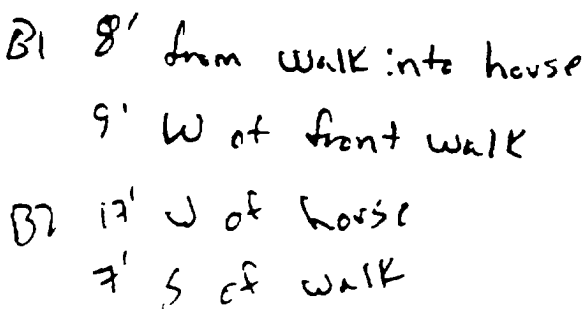 B1 8' from walk into house
9' W of front walk
B2 17' W of house
7' S of walk